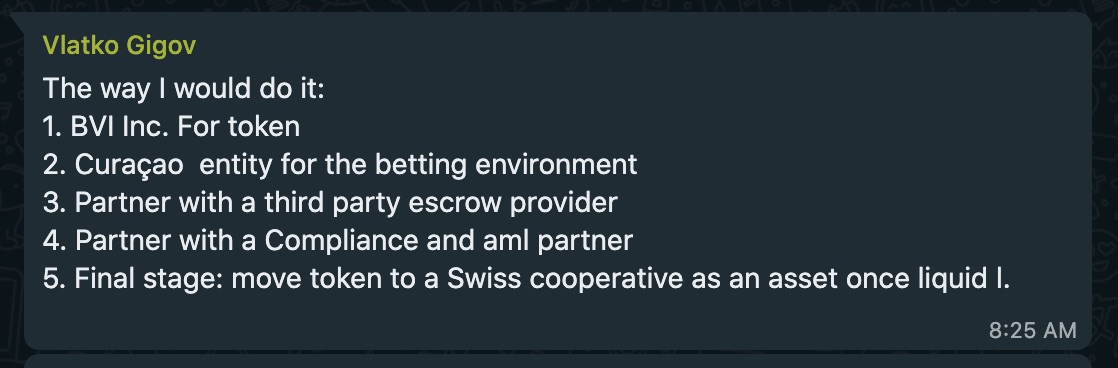 Vlatko Gigov
The way I would do it:
1. BVI Inc. For token
2. Curaçao  entity for the betting environment
3. Partner with a third party escrow provider
4. Partner with a Compliance and aml partner
5. Final stage: move token to a Swiss cooperative as an asset once liquid l.
8:25 AM